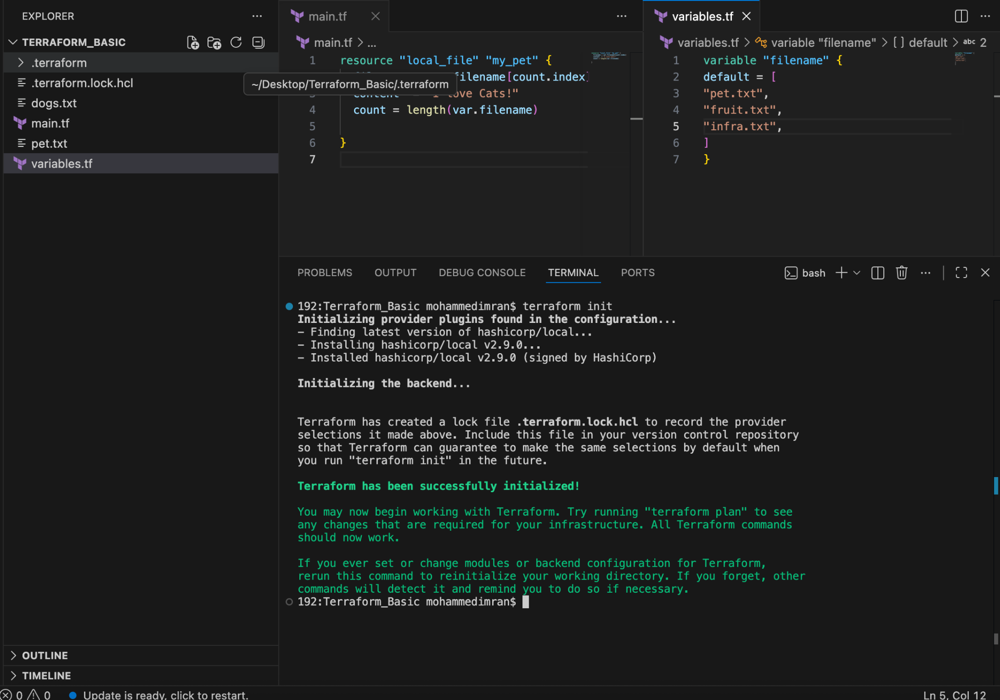 EXPLORER
TERRAFORM_BASIC
.terraform
.terraform.lock.hcl
dogs.txt
main.tf
pet.txt
variables.tf
OUTLINE
TIMELINE
main.tf
main.tf > ...
1 resource "local_file" "my_pet" {
filename[count.index]
~/Desktop/Terraform_Basic/.terraform
love Cats!"
4 count = length(var.filename)
5
6 }
7
variables.tf
variables.tf > variable "filename" > [ ] default > abc 2
1 variable "filename" {
2 default = [
3 "pet.txt",
4 "fruit.txt",
5 "infra.txt",
6 ]
7 }
PROBLEMS OUTPUT DEBUG CONSOLE TERMINAL PORTS
bash
192:Terraform_Basic mohammedimran$ terraform init
Initializing provider plugins found in the configuration...
- Finding latest version of hashicorp/local...
- Installing hashicorp/local v2.9.0...
- Installed hashicorp/local v2.9.0 (signed by HashiCorp)
Initializing the backend...
Terraform has created a lock file .terraform.lock.hcl to record the provider
selections it made above. Include this file in your version control repository
so that Terraform can guarantee to make the same selections by default when
you run "terraform init" in the future.
Terraform has been successfully initialized!
You may now begin working with Terraform. Try running "terraform plan" to see
any changes that are required for your infrastructure. All Terraform commands
should now work.
If you ever set or change modules or backend configuration for Terraform,
rerun this command to reinitialize your working directory. If you forget, other
commands will detect it and remind you to do so if necessary.
192:Terraform_Basic mohammedimran$
0 0 Update is ready, click to restart.
Ln 5, Col 12